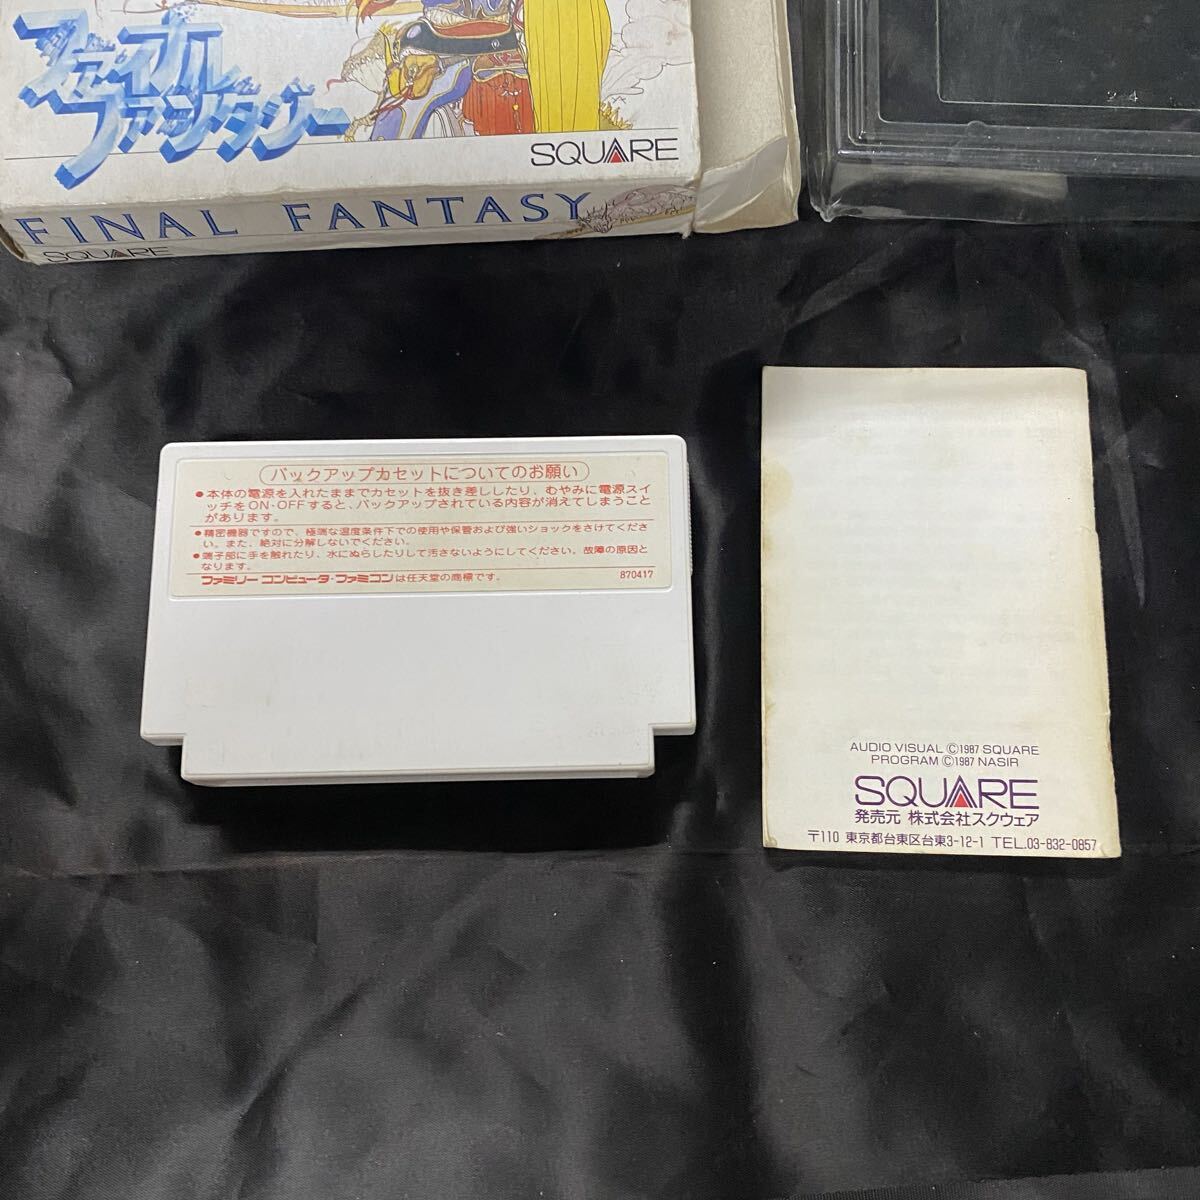 ファイナル
ファンタジー
SQUARE
FINAL FANTASY
SQUARE
バックアップカセットについてのお願い
●本体の電源を入れたままでカセットを抜き差ししたり、むやみに電源スイ
ッチをON・OFFすると、バックアップされている内容が消えてしまうこと
があります。
●精密機器ですので、極端な温度条件下での使用や保管および強いショックをさけてくださ
い。また、絶対に分解しないでください。
●端子部に手を触れたり、水にぬらしたりして汚さないようにしてください。故障の原因と
なります。
ファミリーコンピュータ・ファミコンは任天堂の商標です。 870417
AUDIO VISUAL ©1987 SQUARE
PROGRAM ©1987 NASIR
SQUARE
発売元 株式会社スクウェア
〒110 東京都台東区台東3-12-1 TEL.03-832-0857